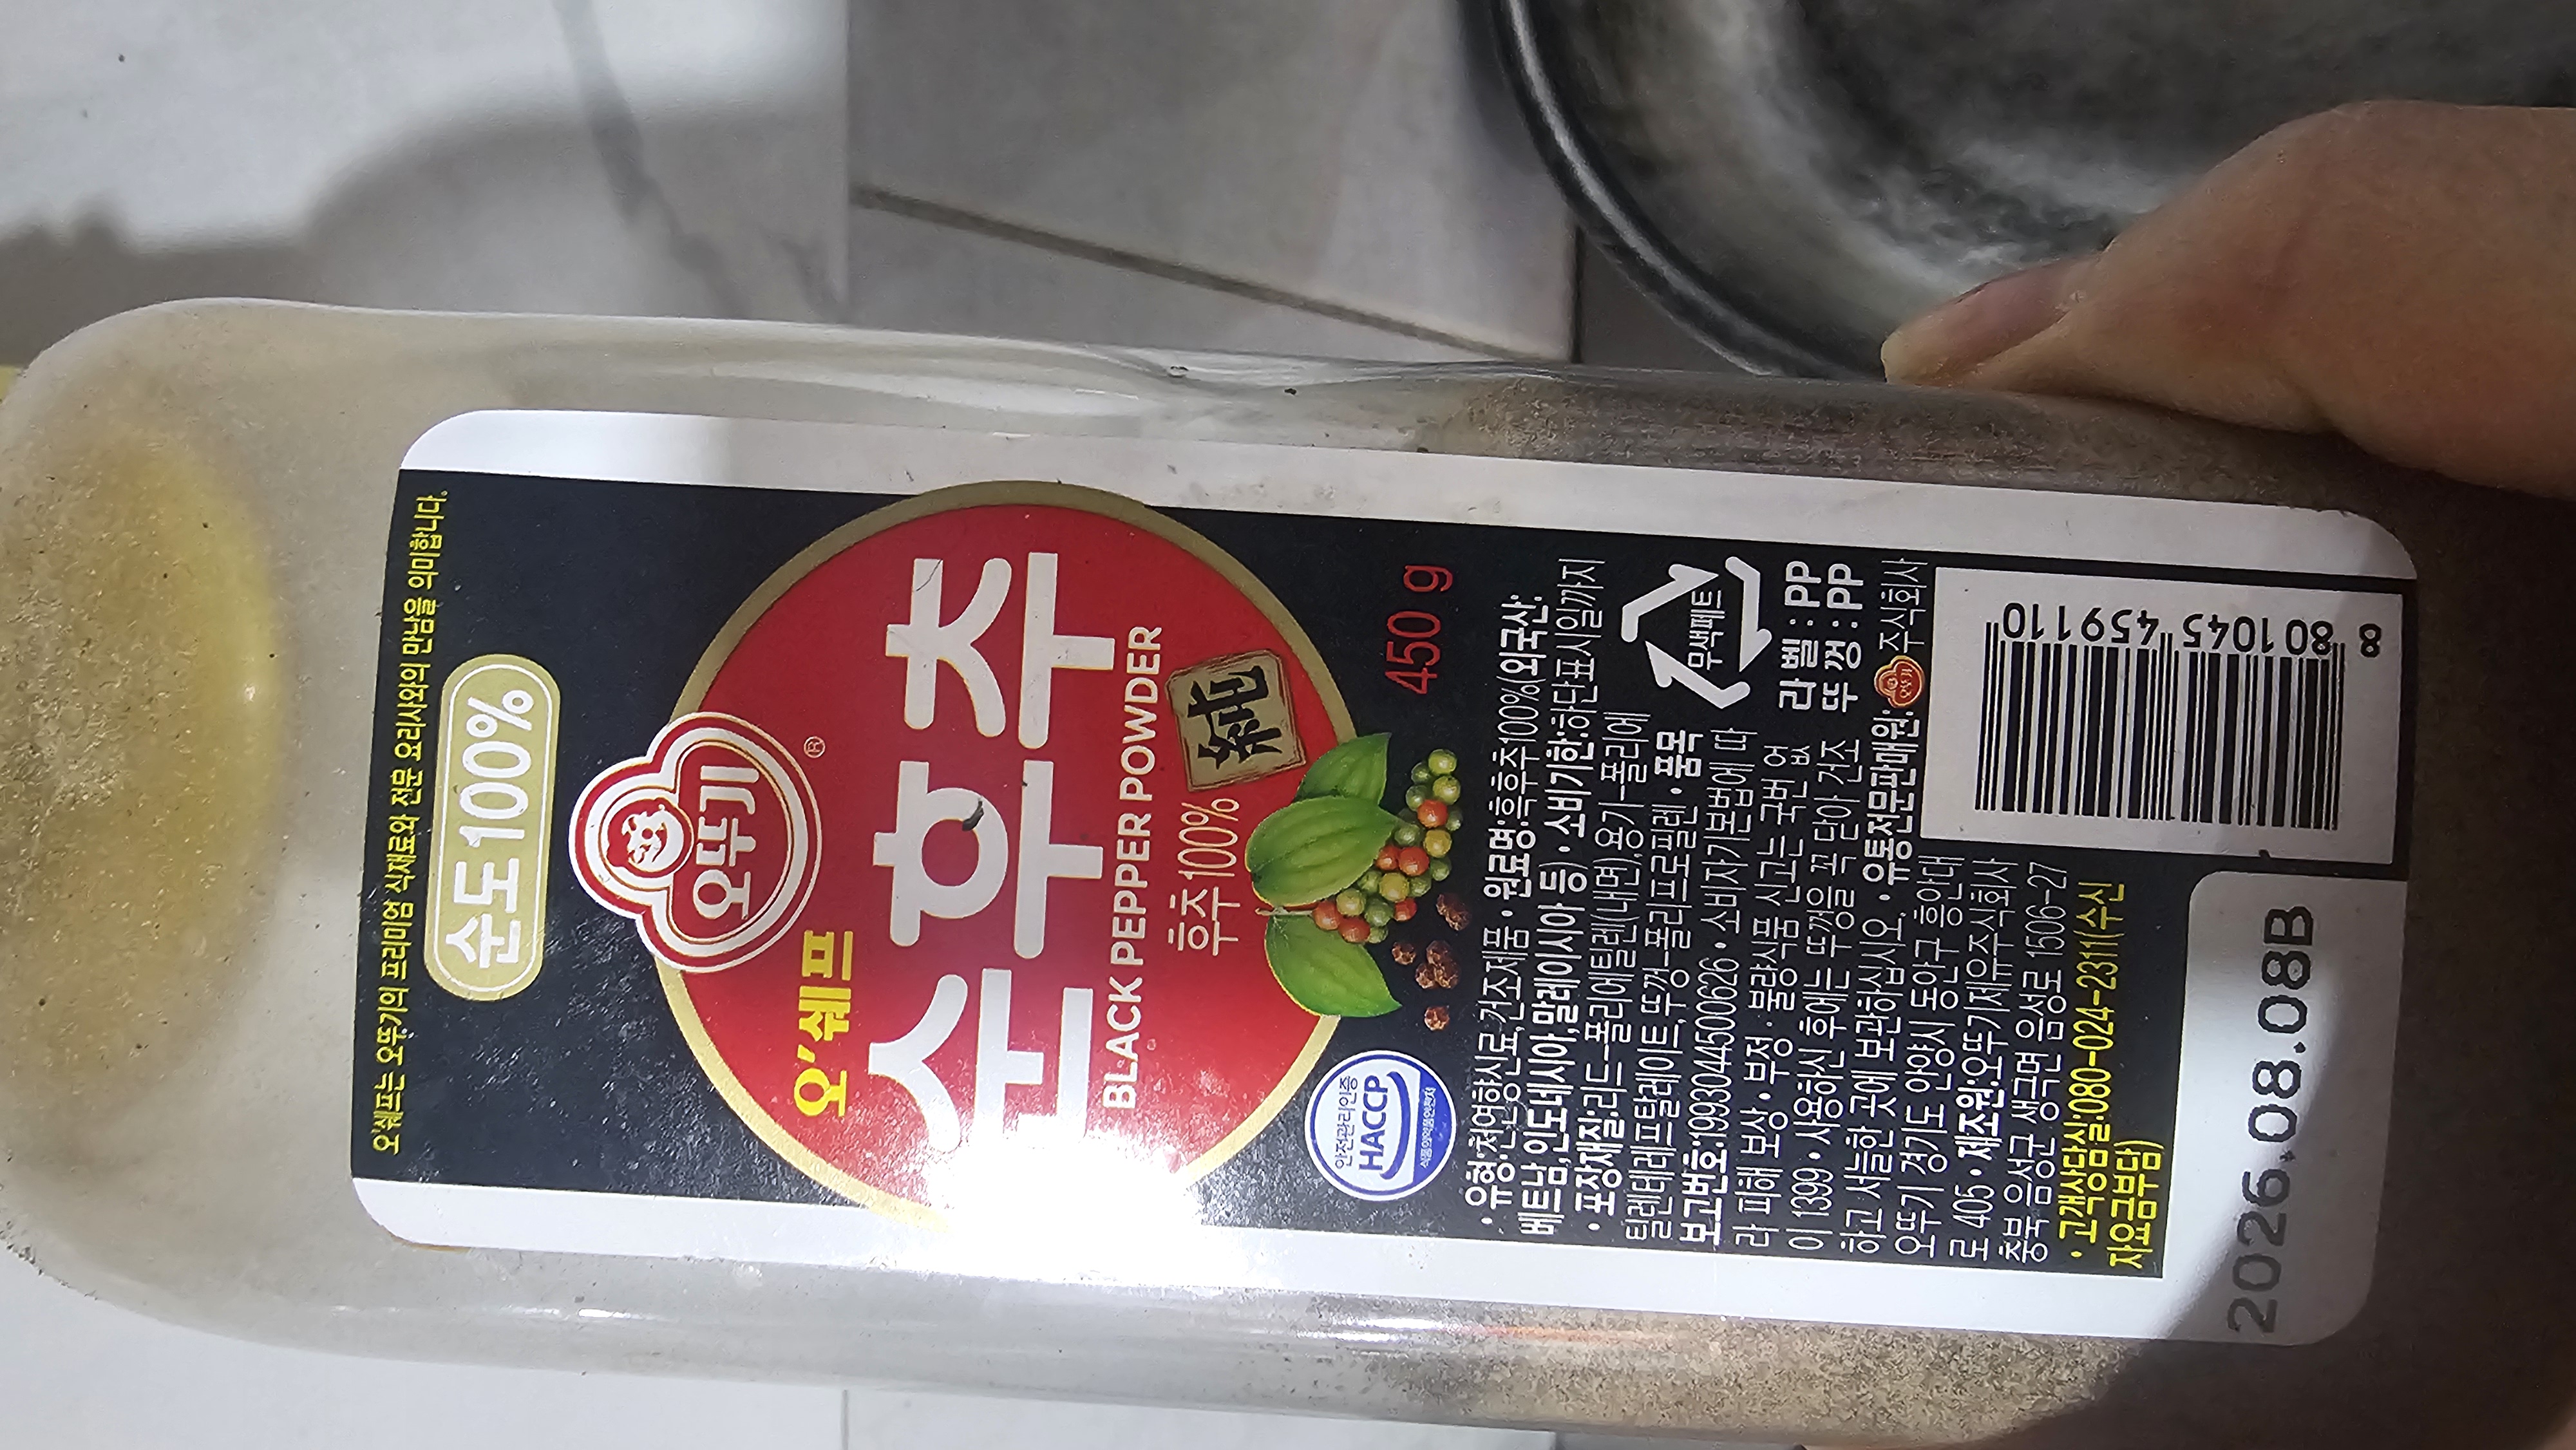 오'쉐프는 오뚜기의 프리미엄 식재료와 전문 요리사와의 만남을 의미합니다.
순도 100%
오뚜기
®
오'쉐프
순후추
BLACK PEPPER POWDER
후추 100%
純
450 g
안전관리인증
HACCP
식품의약품안전처
• 유형:천연향신료,건조제품 • 원료명:흑후추100%(외국산:
베트남,인도네시아,말레이시아 등) • 소비기한:하단표시일까지
• 포장재질:리드-폴리에틸렌(내면),용기-폴리에
틸렌테레프탈레이트,뚜껑-폴리프로필렌 • 품목
보고번호:19930445000626 • 소비자기본법에 따
라 피해 보상 • 부정·불량식품 신고는 국번 없
이 1399 • 사용하신 후에는 뚜껑을 꼭 닫아 건조
하고 서늘한 곳에 보관하십시오. • 유통전문판매원: 오뚜기 주식회사
오뚜기 경기도 안양시 동안구 흥안대
로 405 • 제조원:오뚜기제유주식회사
충북 음성군 생극면 음성로 1506-27
• 고객상담실:080-024-2311(수신
자요금부담)
무색페트
라벨 : PP
뚜껑 : PP
8 801045 459110
2026.08.08B